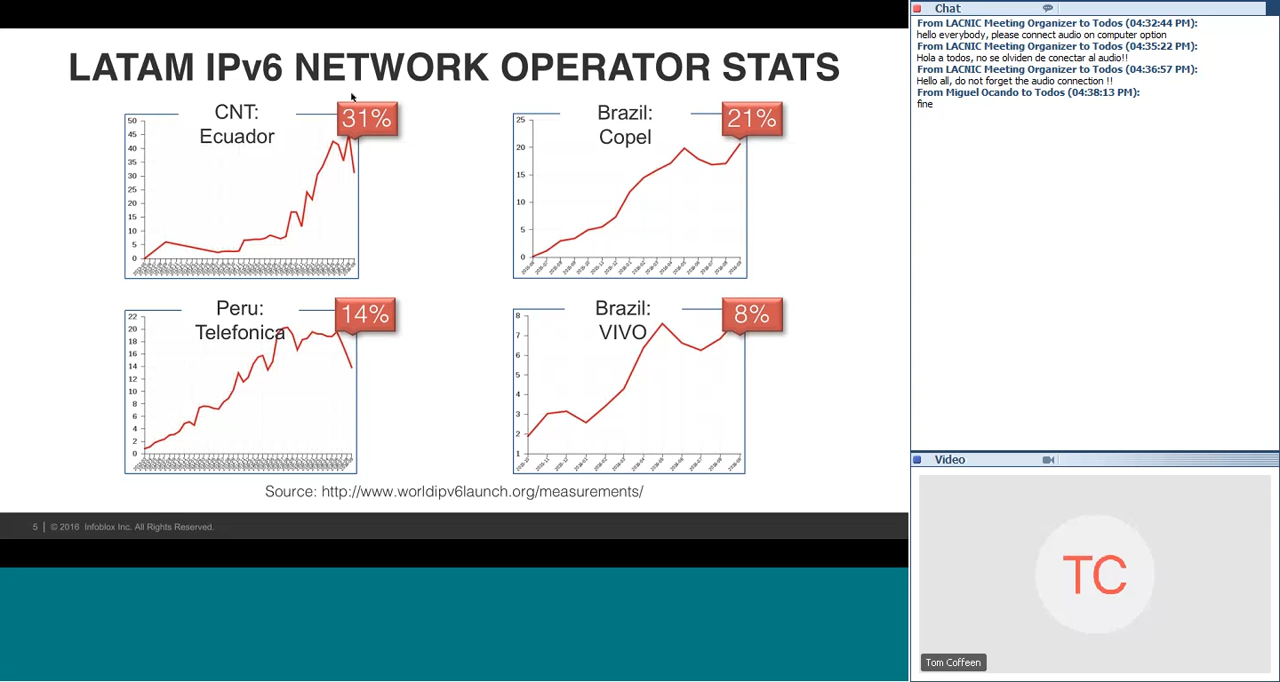 LATAM IPv6 NETWORK OPERATOR STATS
CNT:
Ecuador
31%
50
45
40
35
30
25
20
15
10
5
0
Brazil:
Copel
21%
25
20
15
10
5
0
Peru:
Telefonica
14%
22
20
18
16
14
12
10
8
6
4
2
0
Brazil:
VIVO
8%
8
7
6
5
4
3
2
1
Source: http://www.worldipv6launch.org/measurements/
5 | © 2016 Infoblox Inc. All Rights Reserved.
Chat
From LACNIC Meeting Organizer to Todos (04:32:44 PM):
hello everybody, please connect audio on computer option
From LACNIC Meeting Organizer to Todos (04:35:22 PM):
Hola a todos, no se olviden de conectar al audio!!
From LACNIC Meeting Organizer to Todos (04:36:57 PM):
Hello all, do not forget the audio connection !!
From Miguel Ocando to Todos (04:38:13 PM):
fine
Video
TC
Tom Coffeen